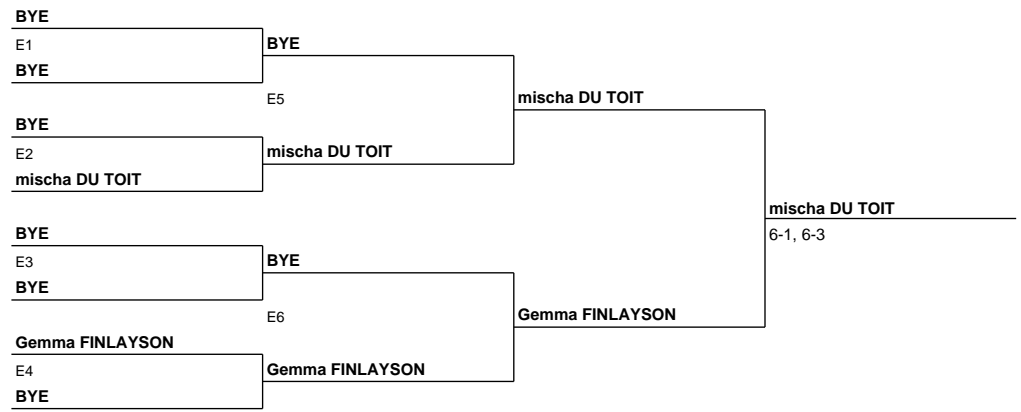 BYE
E1
BYE
BYE
E5
mischa DU TOIT
BYE
E2
mischa DU TOIT
mischa DU TOIT
mischa DU TOIT
6-1, 6-3
BYE
E3
BYE
BYE
E6
Gemma FINLAYSON
Gemma FINLAYSON
E4
Gemma FINLAYSON
BYE